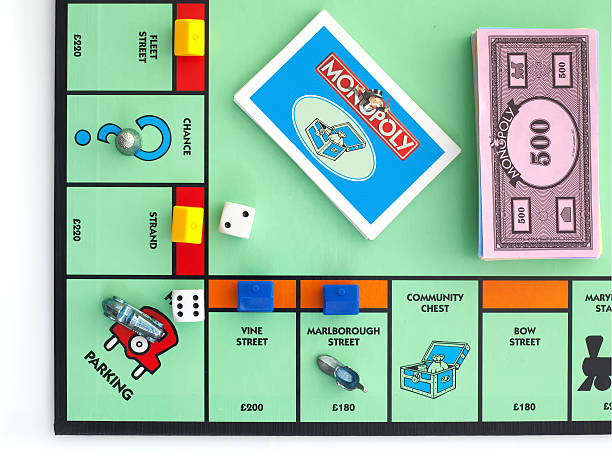 £220
FLEET
STREET
CHANCE
£220
STRAND
PARKING
MONOPOLY
500
500
MONOPOLY
500
VINE
STREET
£200
MARLBOROUGH
STREET
£180
COMMUNITY
CHEST
BOW
STREET
£180